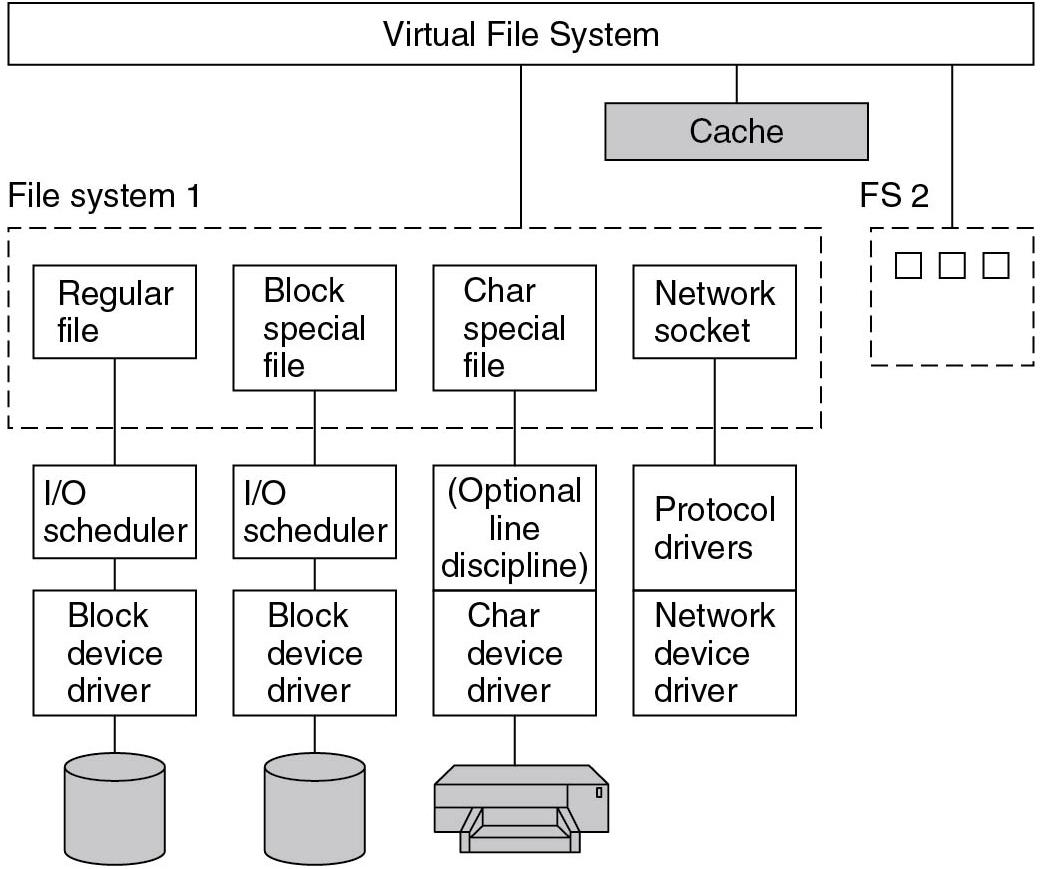 Virtual File System
Cache
File system 1
FS 2
Regular
file
Block
special
file
Char
special
file
Network
socket
I/O
scheduler
I/O
scheduler
(Optional
line
discipline)
Protocol
drivers
Block
device
driver
Block
device
driver
Char
device
driver
Network
device
driver